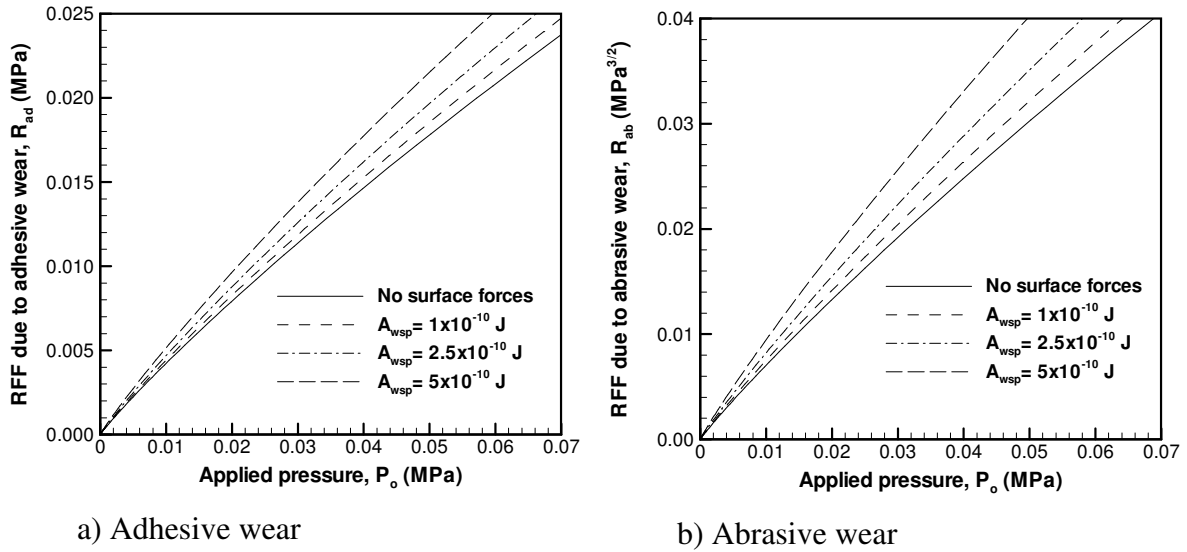 RFF due to adhesive wear, R_ad (MPa)
0.025
0.020
0.015
0.010
0.005
0.000
No surface forces
A_wsp= 1x10^-10 J
A_wsp= 2.5x10^-10 J
A_wsp= 5x10^-10 J
0 0.01 0.02 0.03 0.04 0.05 0.06 0.07
Applied pressure, P_o (MPa)
a) Adhesive wear
RFF due to abrasive wear, R_ab (MPa^3/2)
0.04
0.03
0.02
0.01
0.00
No surface forces
A_wsp= 1x10^-10 J
A_wsp= 2.5x10^-10 J
A_wsp= 5x10^-10 J
0 0.01 0.02 0.03 0.04 0.05 0.06 0.07
Applied pressure, P_o (MPa)
b) Abrasive wear